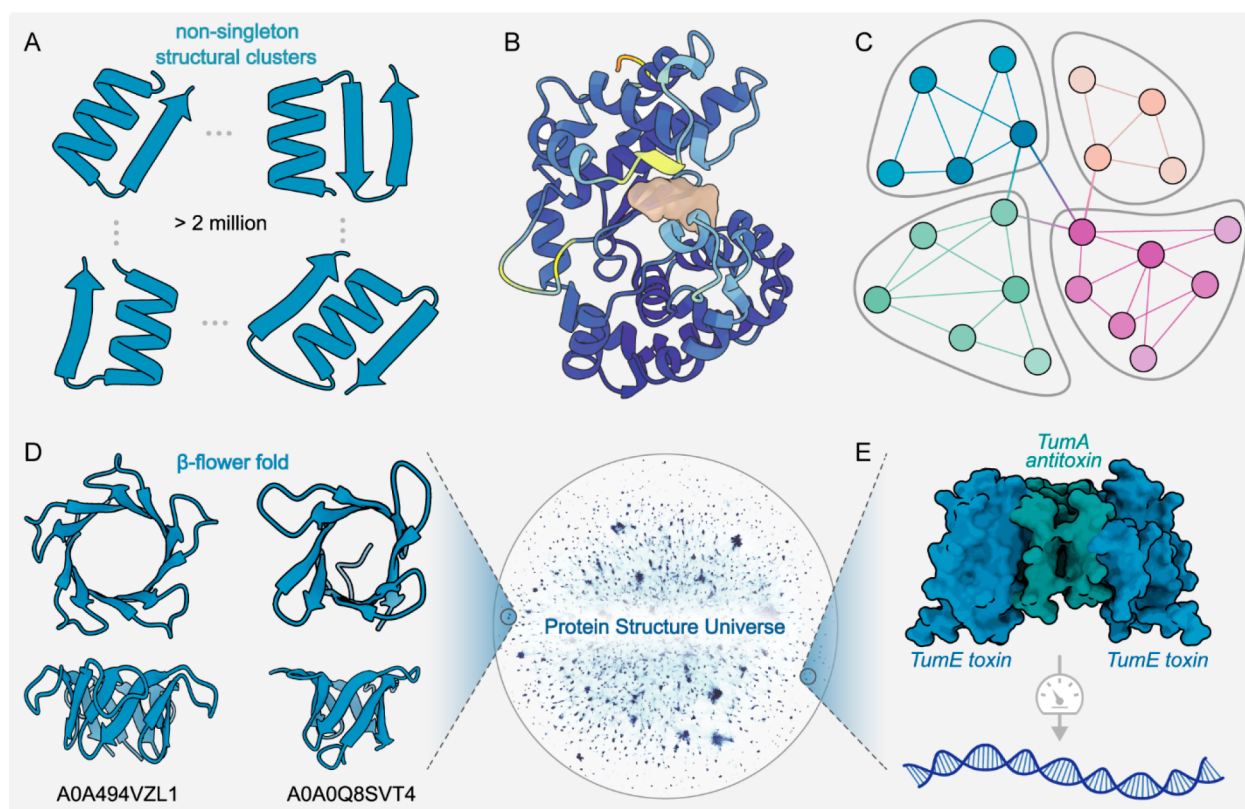 A
non-singleton
structural clusters
> 2 million
B
C
D
β-flower fold
A0A494VZL1
A0A0Q8SVT4
Protein Structure Universe
E
TumA
antitoxin
TumE toxin
TumE toxin